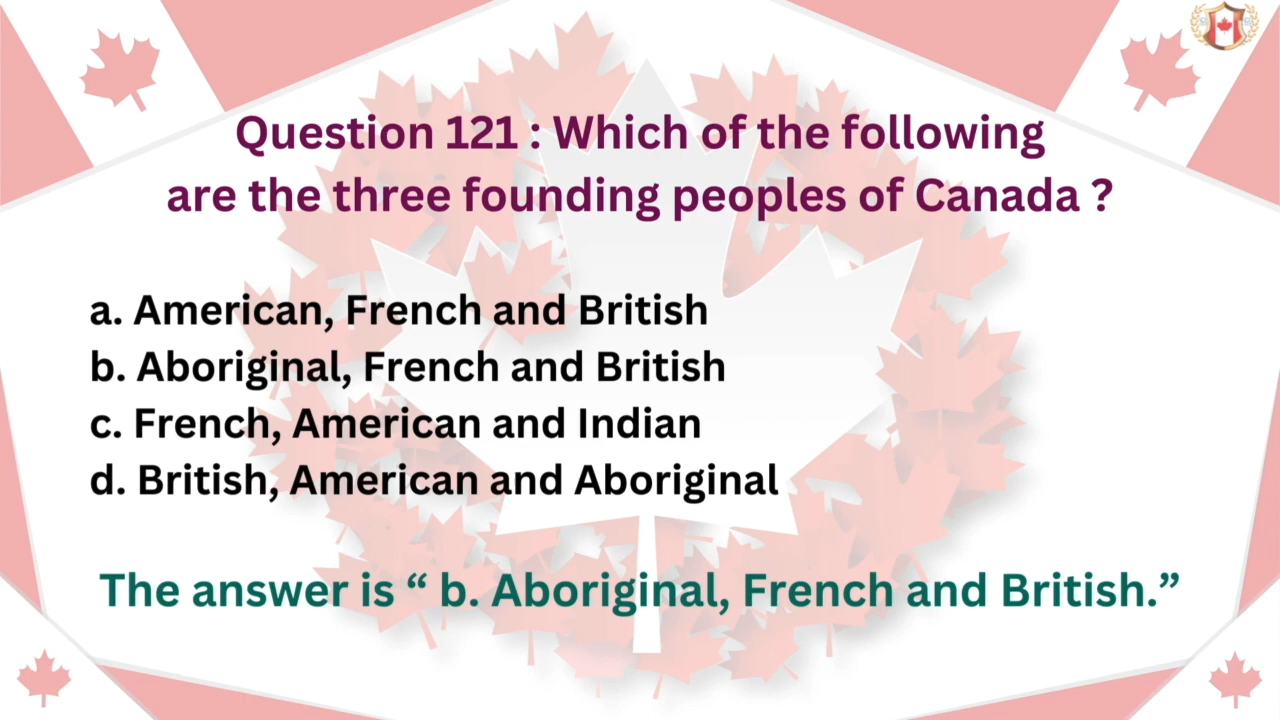 Question 121 : Which of the following
are the three founding peoples of Canada ?
a. American, French and British
b. Aboriginal, French and British
c. French, American and Indian
d. British, American and Aboriginal
The answer is “ b. Aboriginal, French and British.”